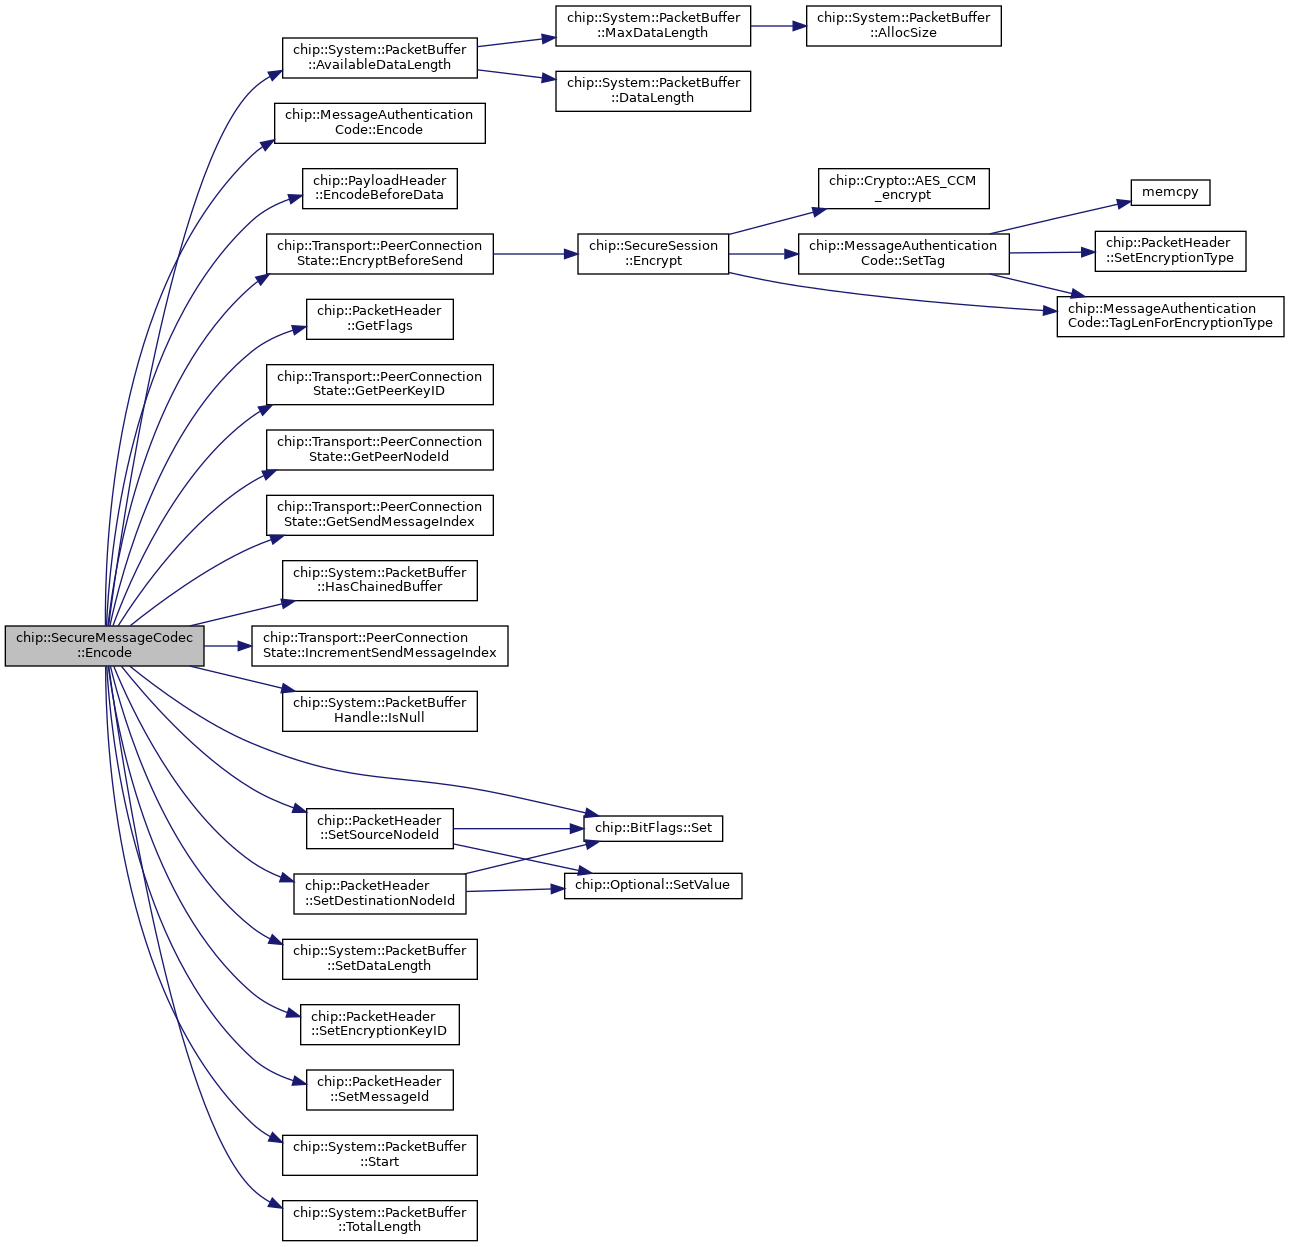 chip::System::PacketBuffer
::MaxDataLength
chip::System::PacketBuffer
::AllocSize
chip::System::PacketBuffer
::AvailableDataLength
chip::System::PacketBuffer
::DataLength
chip::MessageAuthentication
Code::Encode
chip::PayloadHeader
::EncodeBeforeData
chip::Crypto::AES_CCM
_encrypt
memcpy
chip::Transport::PeerConnection
State::EncryptBeforeSend
chip::SecureSession
::Encrypt
chip::MessageAuthentication
Code::SetTag
chip::PacketHeader
::SetEncryptionType
chip::MessageAuthentication
Code::TagLenForEncryptionType
chip::PacketHeader
::GetFlags
chip::Transport::PeerConnection
State::GetPeerKeyID
chip::Transport::PeerConnection
State::GetPeerNodeId
chip::Transport::PeerConnection
State::GetSendMessageIndex
chip::System::PacketBuffer
::HasChainedBuffer
chip::SecureMessageCodec
::Encode
chip::Transport::PeerConnection
State::IncrementSendMessageIndex
chip::System::PacketBuffer
Handle::IsNull
chip::PacketHeader
::SetSourceNodeId
chip::BitFlags::Set
chip::PacketHeader
::SetDestinationNodeId
chip::Optional::SetValue
chip::System::PacketBuffer
::SetDataLength
chip::PacketHeader
::SetEncryptionKeyID
chip::PacketHeader
::SetMessageId
chip::System::PacketBuffer
::Start
chip::System::PacketBuffer
::TotalLength